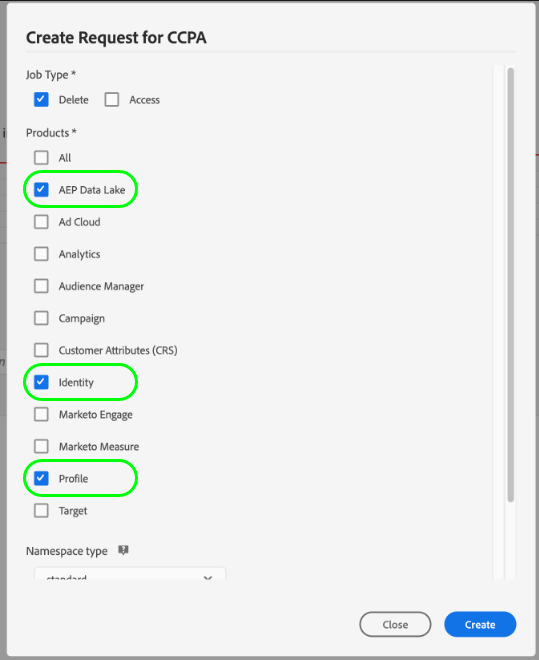 Create Request for CCPA
Job Type *
Delete Access
Products *
All
AEP Data Lake
Ad Cloud
Analytics
Audience Manager
Campaign
Customer Attributes (CRS)
Identity
Marketo Engage
Marketo Measure
Profile
Target
Namespace type
standard
Close Create